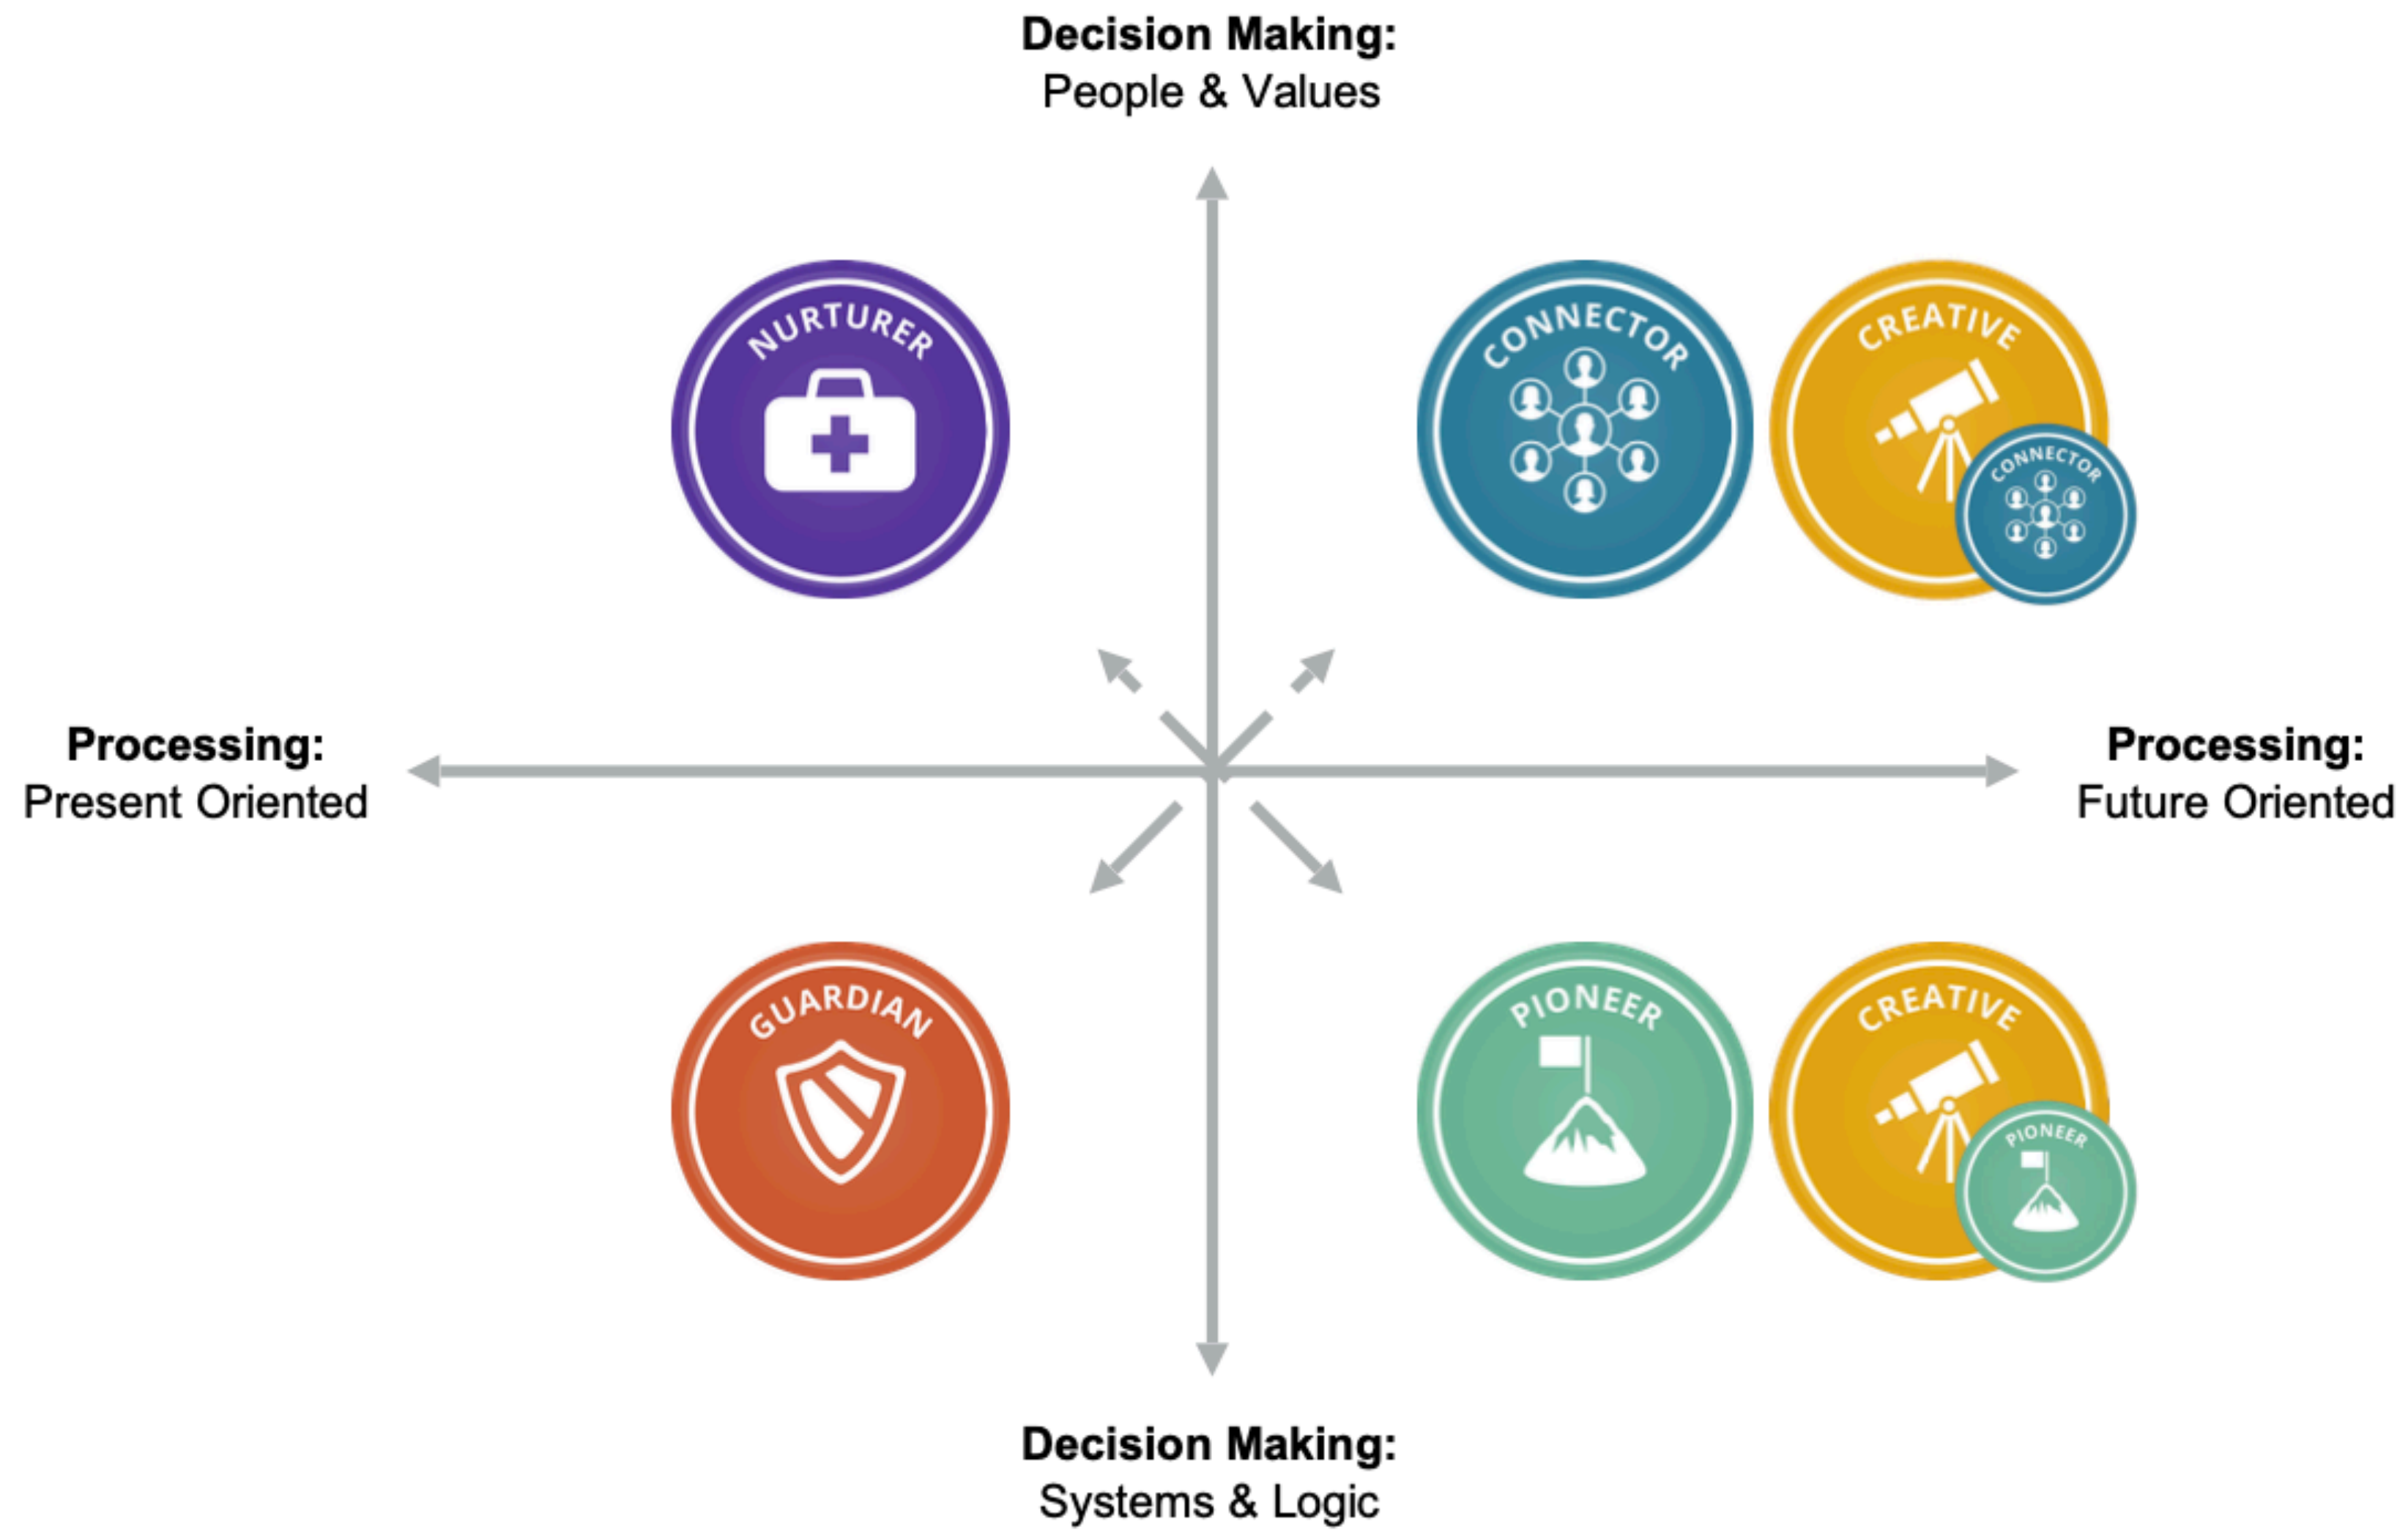 Decision Making:
People & Values
NURTURER
CONNECTOR
CREATIVE
CONNECTOR
Processing:
Present Oriented
Processing:
Future Oriented
GUARDIAN
PIONEER
CREATIVE
PIONEER
Decision Making:
Systems & Logic